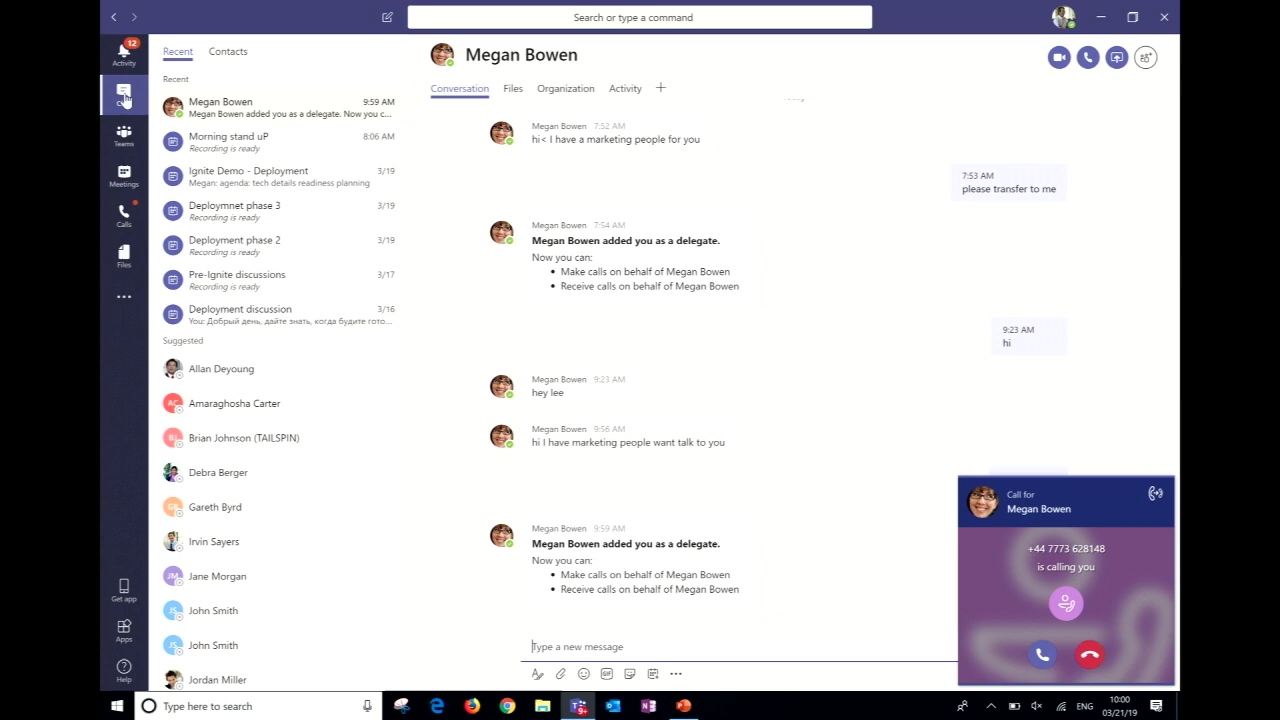 Search or type a command
12
Activity
Teams
Meetings
Calls
Files
Get app
Apps
Help
Recent
Contacts
Recent
Megan Bowen 9:59 AM
Megan Bowen added you as a delegate. Now you c...
Morning stand uP 8:06 AM
Recording is ready
Ignite Demo - Deployment 3/19
Megan: agenda: tech details readiness planning
Deploymnet phase 3 3/19
Recording is ready
Deployment phase 2 3/19
Recording is ready
Pre-Ignite discussions 3/17
Recording is ready
Deployment discussion 3/16
You: Добрый день, дайте знать, когда будите гото...
Suggested
Allan Deyoung
Amaraghosha Carter
Brian Johnson (TAILSPIN)
Debra Berger
Gareth Byrd
Irvin Sayers
JM Jane Morgan
JS John Smith
JS John Smith
Jordan Miller
Megan Bowen
Conversation Files Organization Activity
Megan Bowen 7:52 AM
hi< I have a marketing people for you
7:53 AM
please transfer to me
Megan Bowen 7:54 AM
Megan Bowen added you as a delegate.
Now you can:
• Make calls on behalf of Megan Bowen
• Receive calls on behalf of Megan Bowen
9:23 AM
hi
Megan Bowen 9:23 AM
hey lee
Megan Bowen 9:56 AM
hi I have marketing people want talk to you
Megan Bowen 9:59 AM
Megan Bowen added you as a delegate.
Now you can:
• Make calls on behalf of Megan Bowen
• Receive calls on behalf of Megan Bowen
Type a new message
GIF
Call for
Megan Bowen
+44 7773 628148
is calling you
Type here to search
9+
ENG
10:00
03/21/19